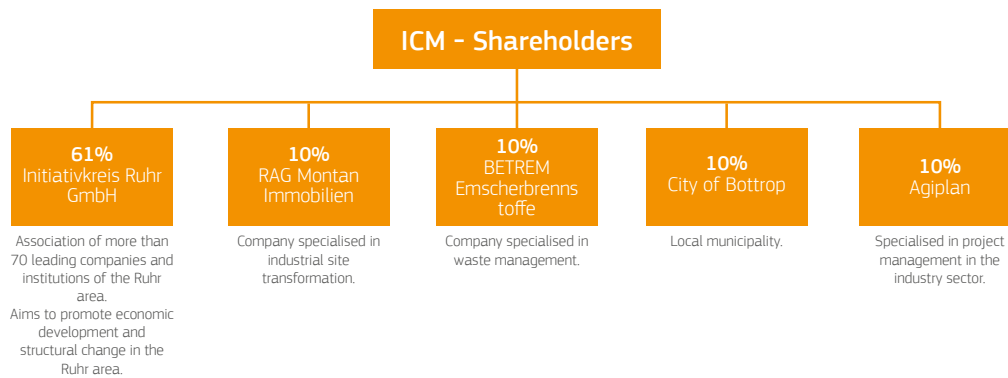 ICM - Shareholders
61%
Initiativkreis Ruhr
GmbH
10%
RAG Montan
Immobilien
10%
BETREM
Emscherbrenns
toffe
10%
City of Bottrop
10%
Agiplan
Association of more than
70 leading companies and
institutions of the Ruhr
area.
Aims to promote economic
development and
structural change in the
Ruhr area.
Company specialised in
industrial site
transformation.
Company specialised in
waste management.
Local municipality.
Specialised in project
management in the
industry sector.